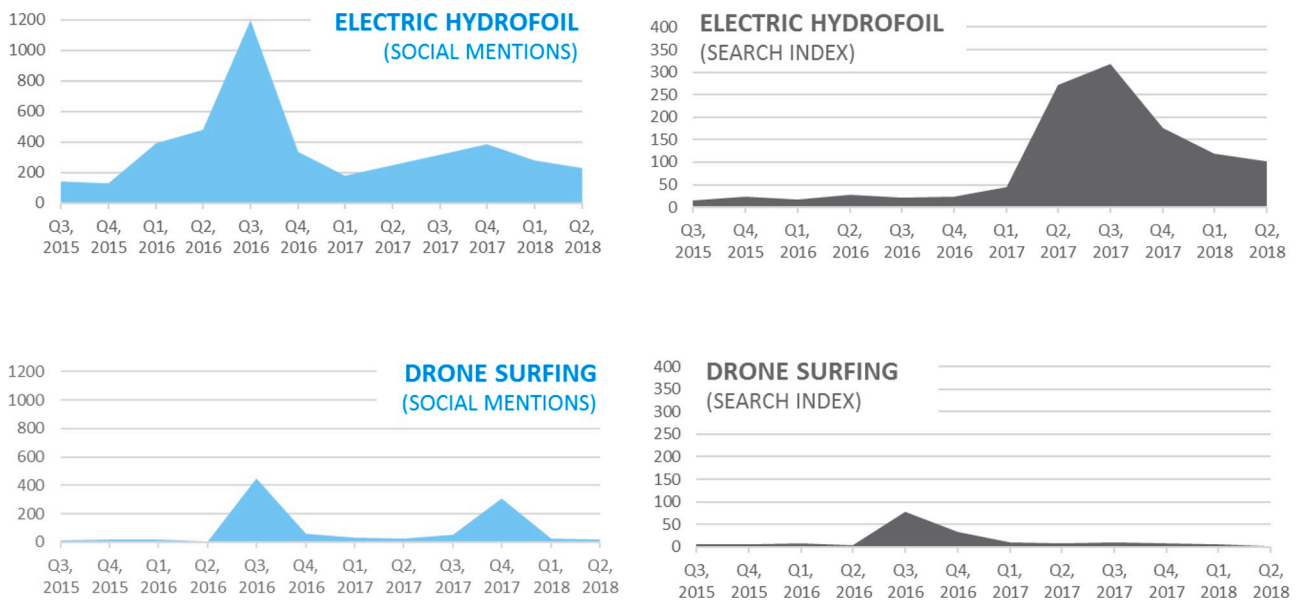 ELECTRIC HYDROFOIL
(SOCIAL MENTIONS)
1200
1000
800
600
400
200
0
Q3, Q4, Q1, Q2, Q3, Q4, Q1, Q2, Q3, Q4, Q1, Q2,
2015 2015 2016 2016 2016 2016 2017 2017 2017 2017 2018 2018
ELECTRIC HYDROFOIL
(SEARCH INDEX)
400
350
300
250
200
150
100
50
0
Q3, Q4, Q1, Q2, Q3, Q4, Q1, Q2, Q3, Q4, Q1, Q2,
2015 2015 2016 2016 2016 2016 2017 2017 2017 2017 2018 2018
DRONE SURFING
(SOCIAL MENTIONS)
1200
1000
800
600
400
200
0
Q3, Q4, Q1, Q2, Q3, Q4, Q1, Q2, Q3, Q4, Q1, Q2,
2015 2015 2016 2016 2016 2016 2017 2017 2017 2017 2018 2018
DRONE SURFING
(SEARCH INDEX)
400
350
300
250
200
150
100
50
0
Q3, Q4, Q1, Q2, Q3, Q4, Q1, Q2, Q3, Q4, Q1, Q2,
2015 2015 2016 2016 2016 2016 2017 2017 2017 2017 2018 2018